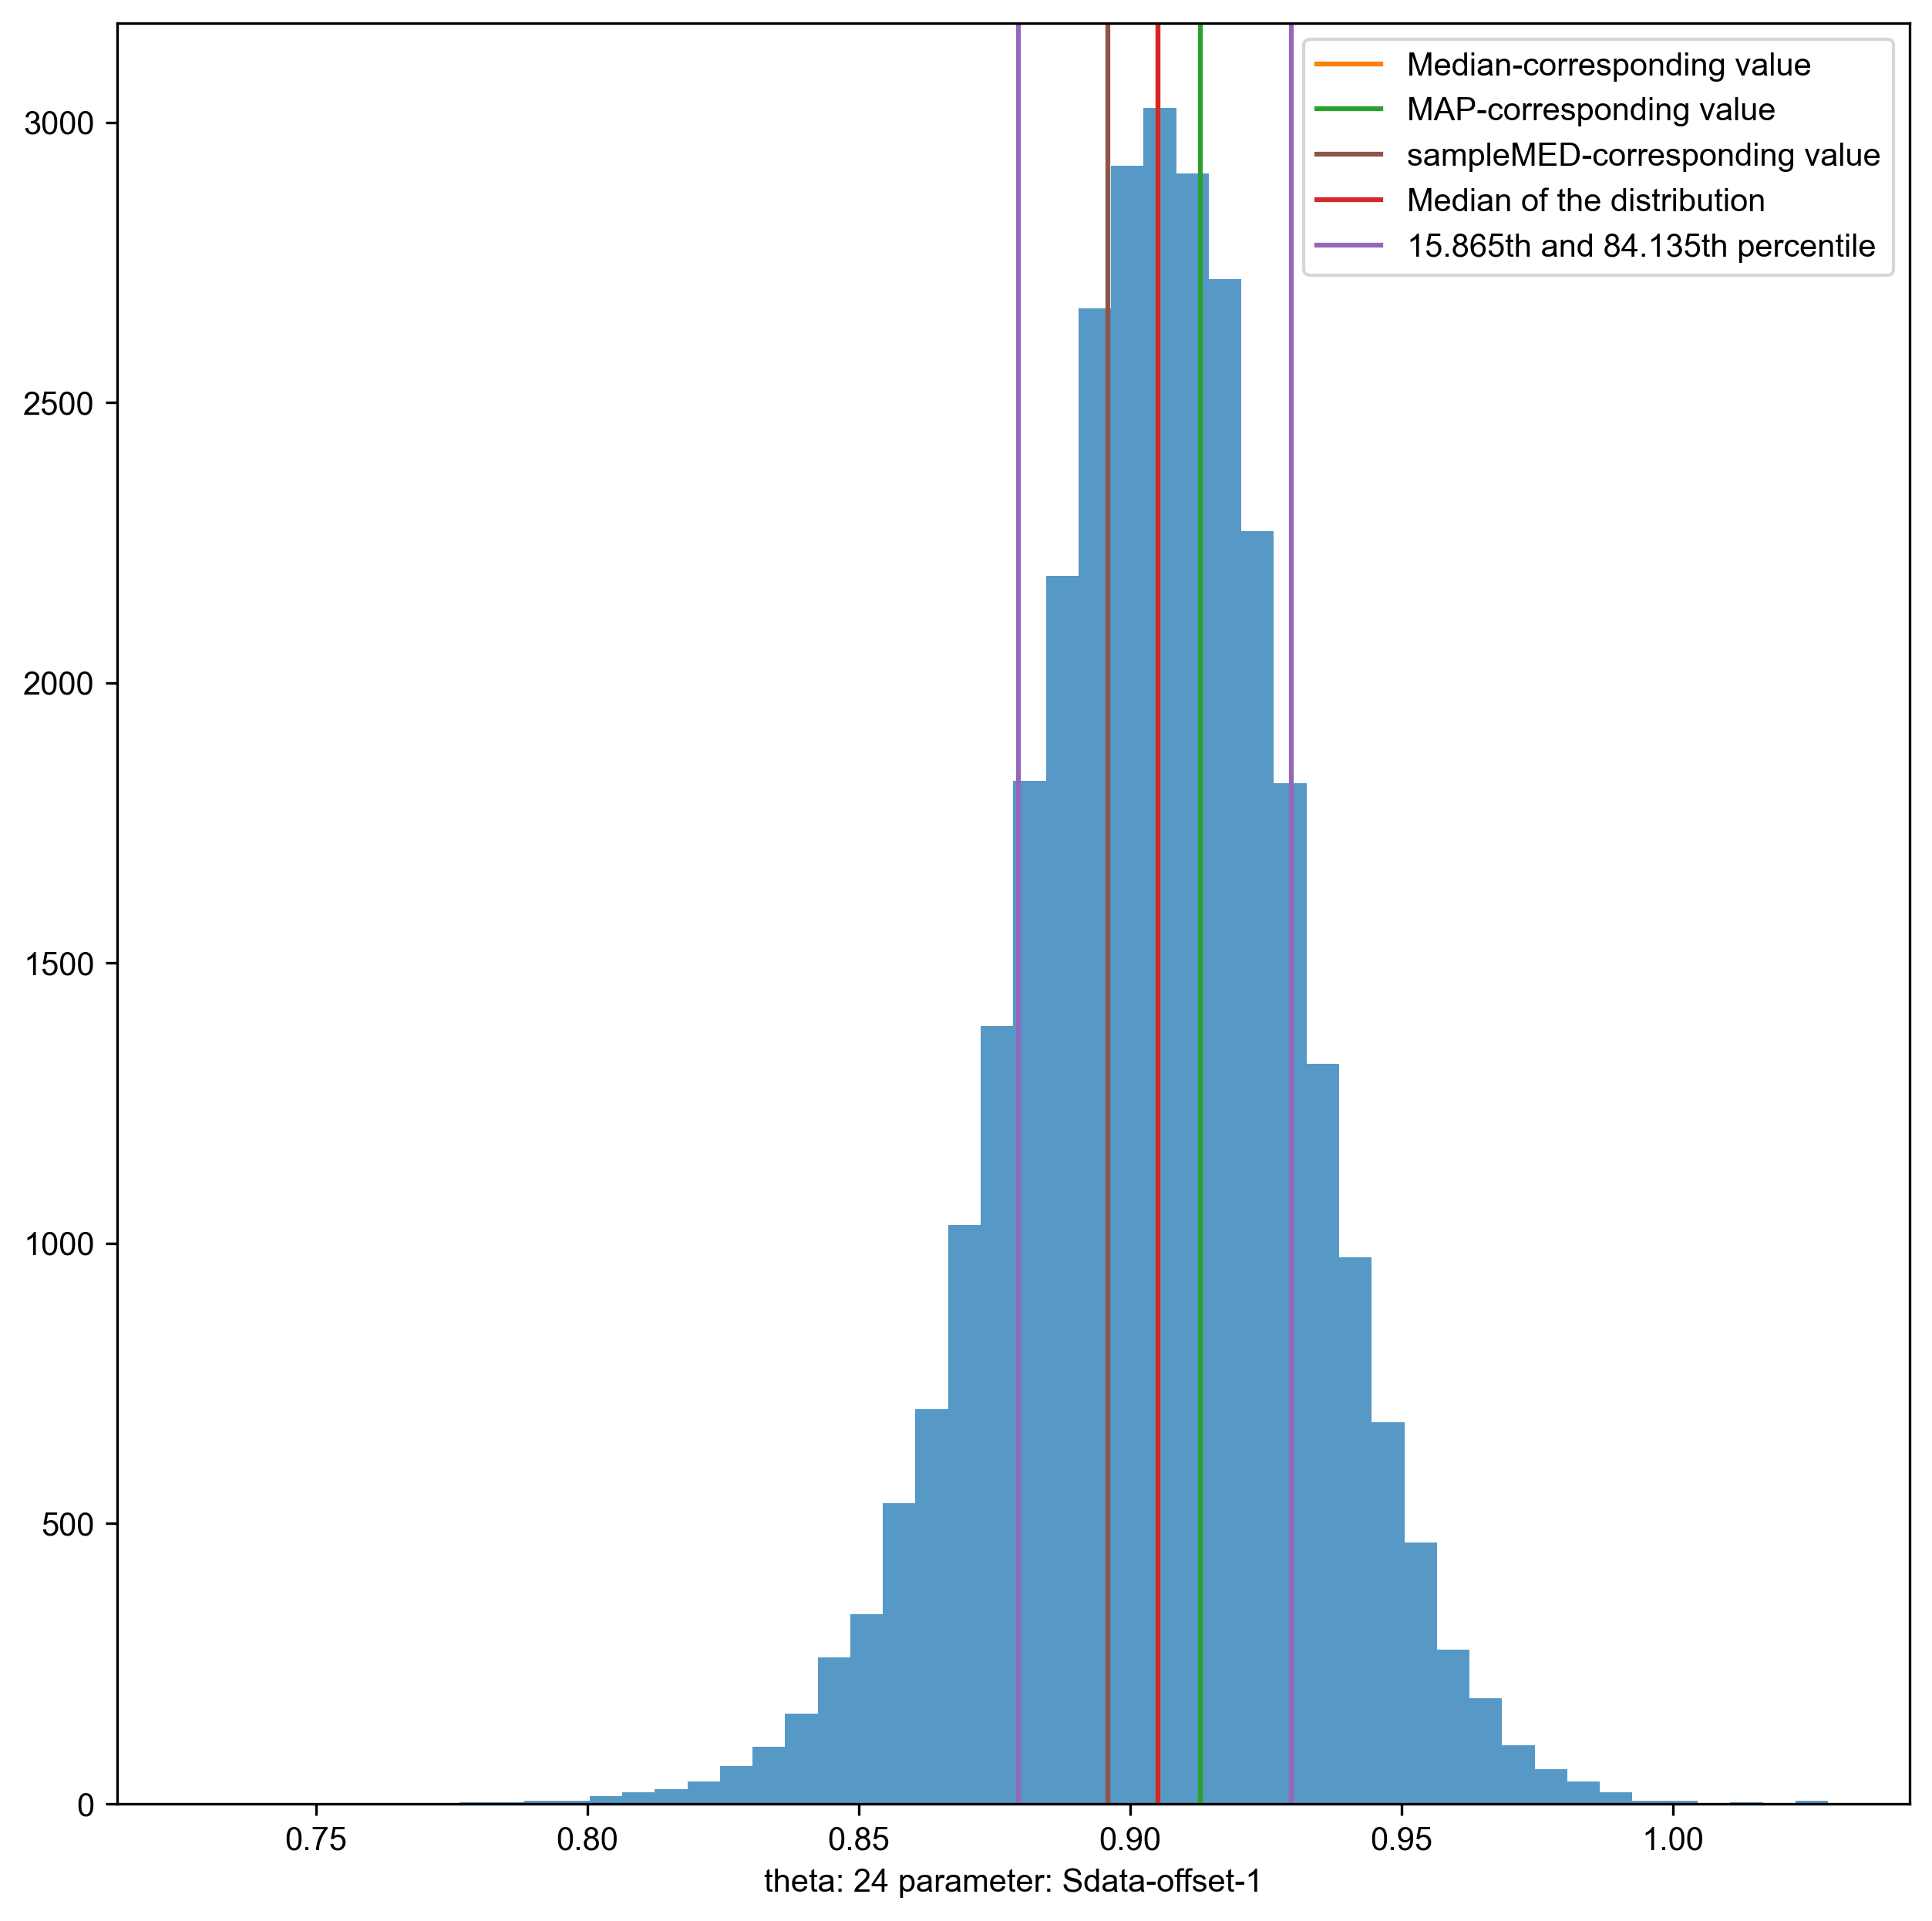 Median-corresponding value
MAP-corresponding value
sampleMED-corresponding value
Median of the distribution
15.865th and 84.135th percentile
3000
2500
2000
1500
1000
500
0
0.75 0.80 0.85 0.90 0.95 1.00
theta: 24 parameter: Sdata-offset-1